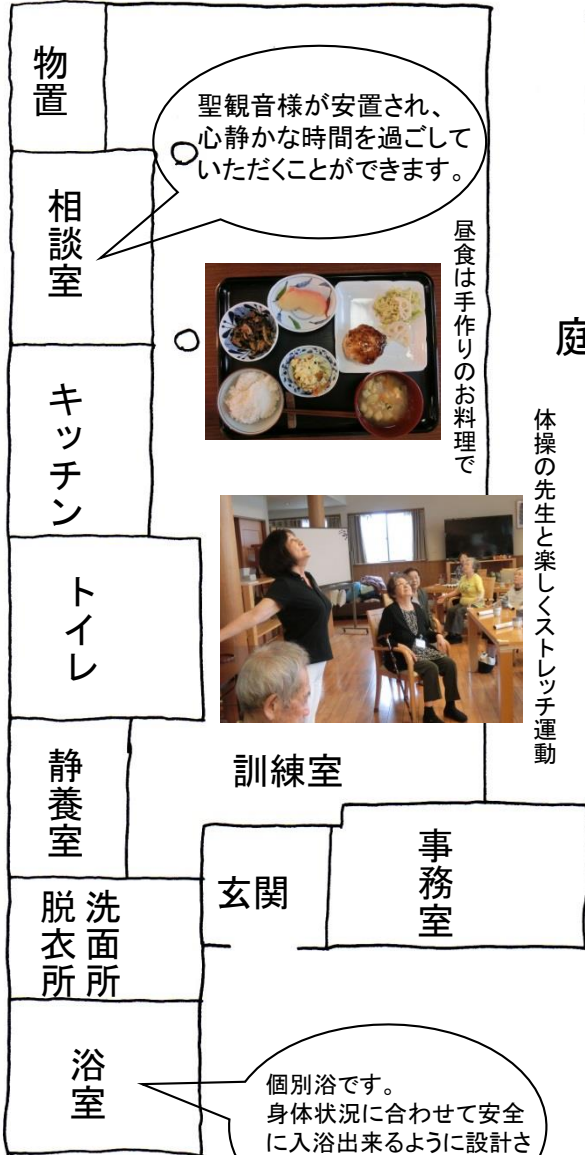 物置
聖観音様が安置され、
心静かな時間を過ごして
いただくことができます。
相談室
昼食は手作りのお料理で
庭
キッチン
体操の先生と楽しくストレッチ運動
トイレ
訓練室
静養室
事務室
玄関
洗面所
脱衣所
浴室
個別浴です。
身体状況に合わせて安全
に入浴出来るように設計さ